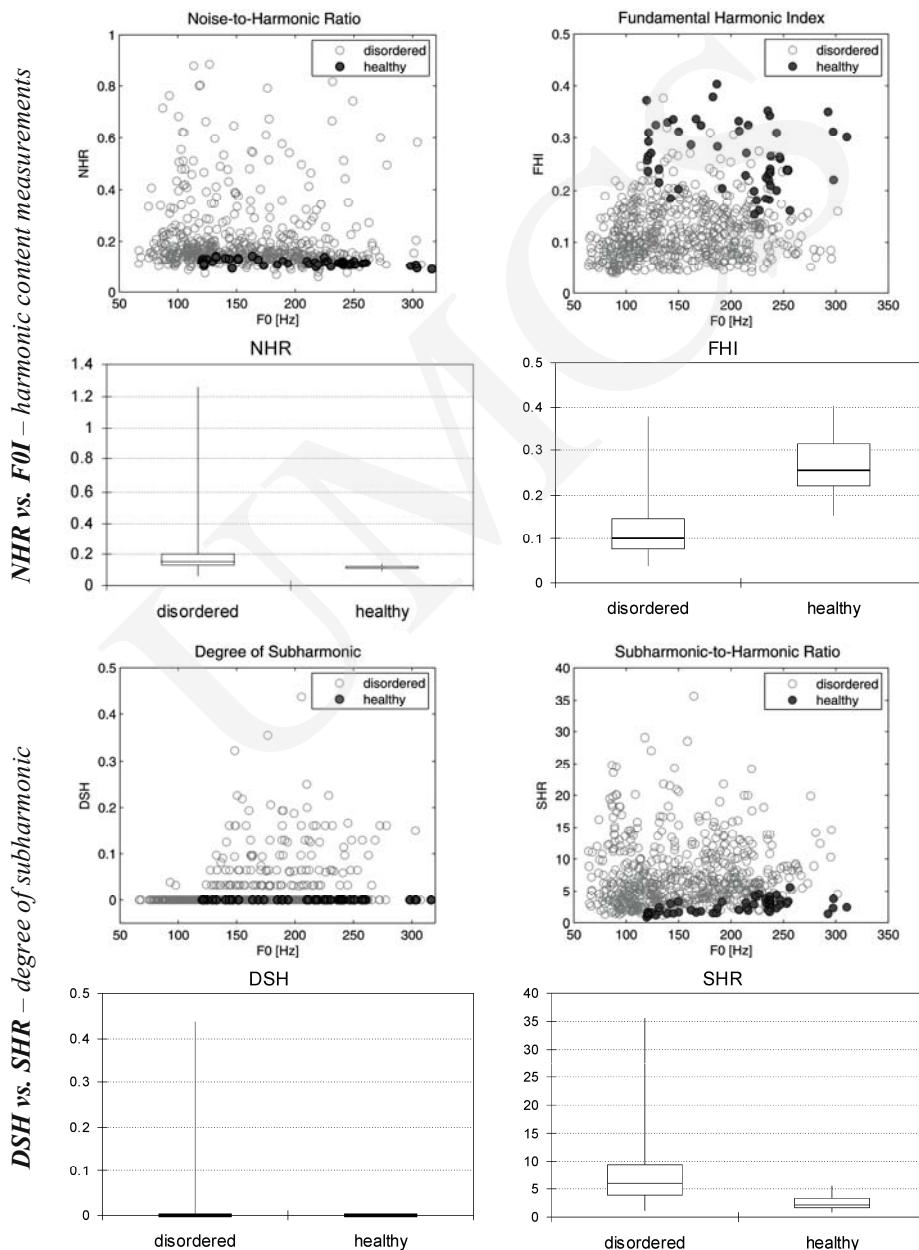 NHR vs. F0I – harmonic content measurements
Noise-to-Harmonic Ratio
disordered
healthy
1
0.8
0.6
0.4
0.2
0.1
0
NHR
50 100 150 200 250 300
F0 [Hz]
Fundamental Harmonic Index
disordered
healthy
0.5
0.4
0.3
0.2
0.1
0
FHI
50 100 150 200 250 300 350
F0 [Hz]
NHR
1.4
1.2
1
0.8
0.6
0.4
0.2
0
disordered healthy
FHI
0.5
0.4
0.3
0.2
0.1
0
disordered healthy
DSH vs. SHR – degree of subharmonic
Degree of Subharmonic
disordered
healthy
0.5
0.4
0.3
0.2
0.1
0
DSH
50 100 150 200 250 300
F0 [Hz]
Subharmonic-to-Harmonic Ratio
disordered
healthy
40
35
30
25
20
15
10
5
0
SHR
50 100 150 200 250 300 350
F0 [Hz]
DSH
0.5
0.4
0.3
0.2
0.1
0
disordered healthy
SHR
40
35
30
25
20
15
10
5
0
disordered healthy
UMCS